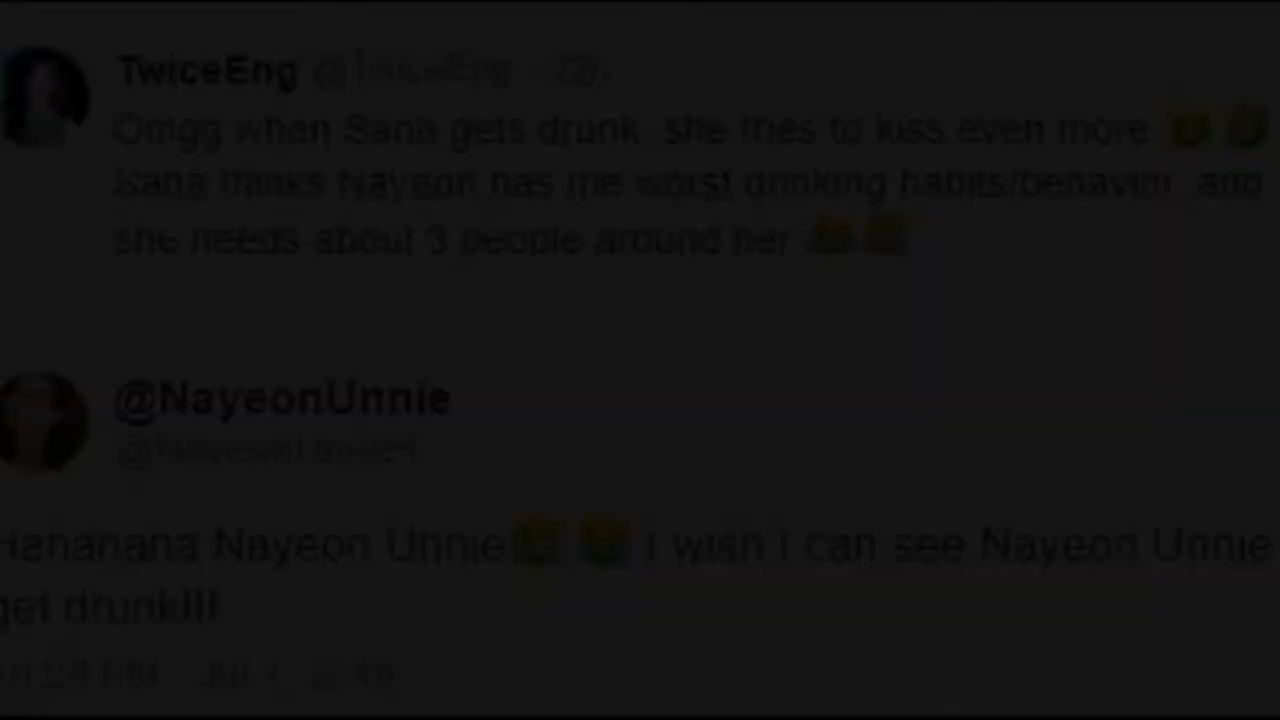 TwiceEng
Omgg when Sana gets drunk, she tries to kiss even more 😂 😂
Sana thinks Nayeon has the worst drinking habits/behavior, and
she needs about 3 people around her 😂 😂
@NayeonUnnie
Hahahaha Nayeon Unnie 😂 😂 I wish I can see Nayeon Unnie
get drunk!!!